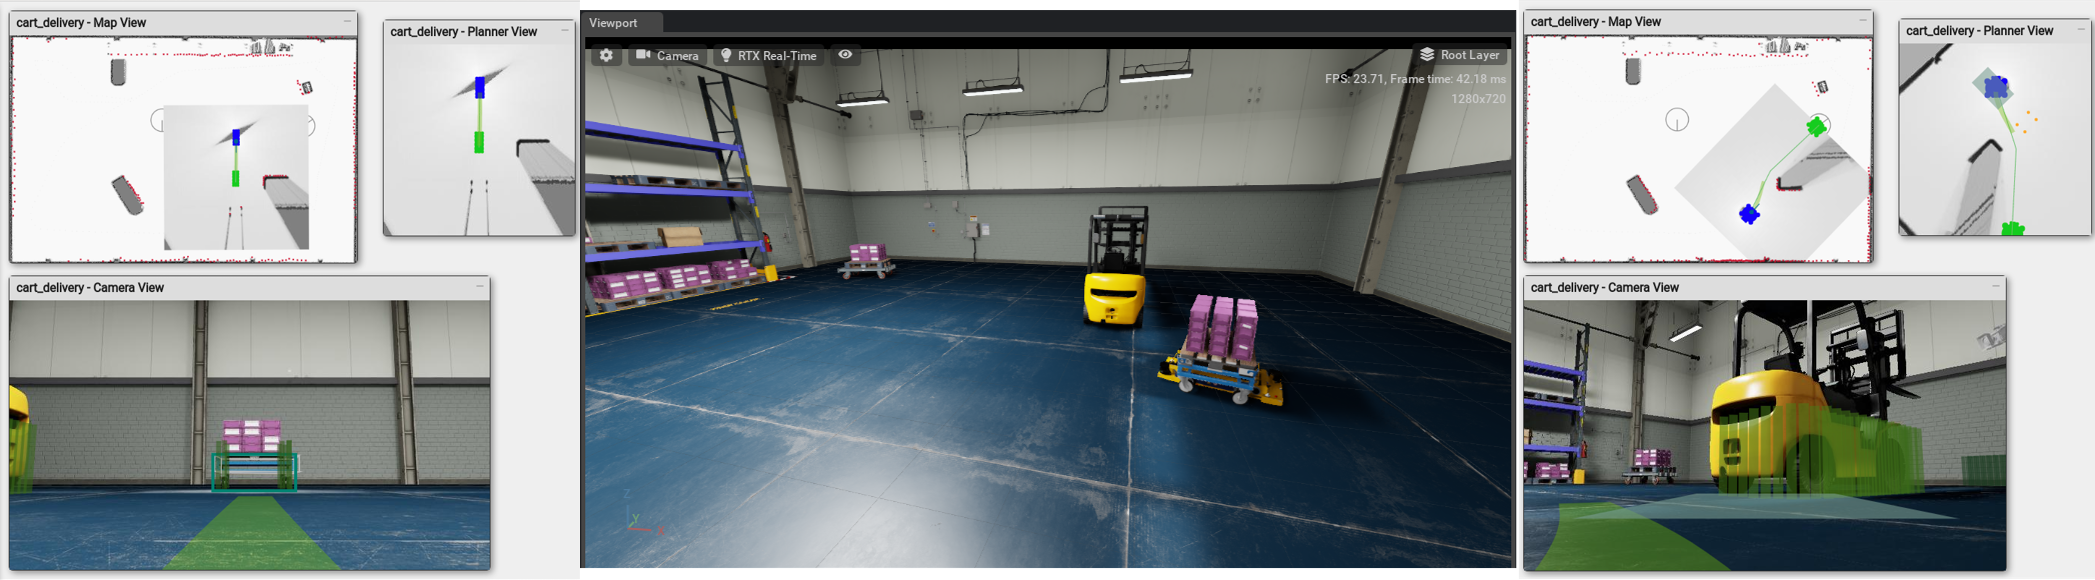 cart_delivery - Map View
cart_delivery - Planner View
cart_delivery - Camera View
Viewport
Camera
RTX Real-Time
Root Layer
FPS: 23.71, Frame time: 42.18 ms
1280x720
Z
Y
X
cart_delivery - Map View
cart_delivery - Planner View
cart_delivery - Camera View